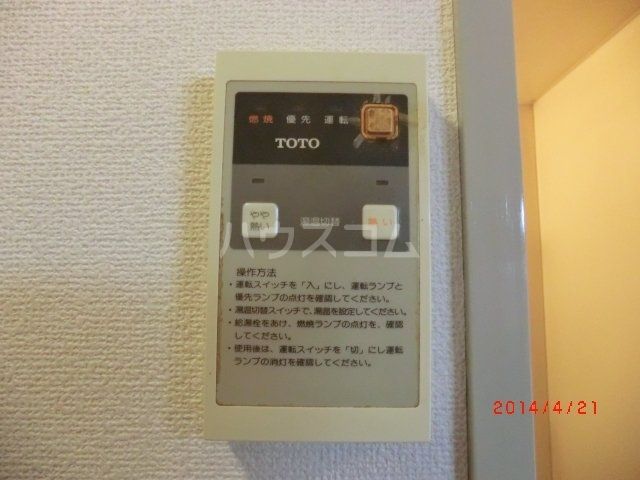 燃焼 優先 運転
TOTO
やや
熱い
湯温切替
熱い
ハウスコム
操作方法
・運転スイッチを「入」にし、運転ランプと
優先ランプの点灯を確認してください。
・湯温切替スイッチで、湯温を設定してください。
・給湯栓をあけ、燃焼ランプの点灯を、確認
してください。
・使用後は、運転スイッチを「切」にし運転
ランプの消灯を確認してください。
2014/4/21